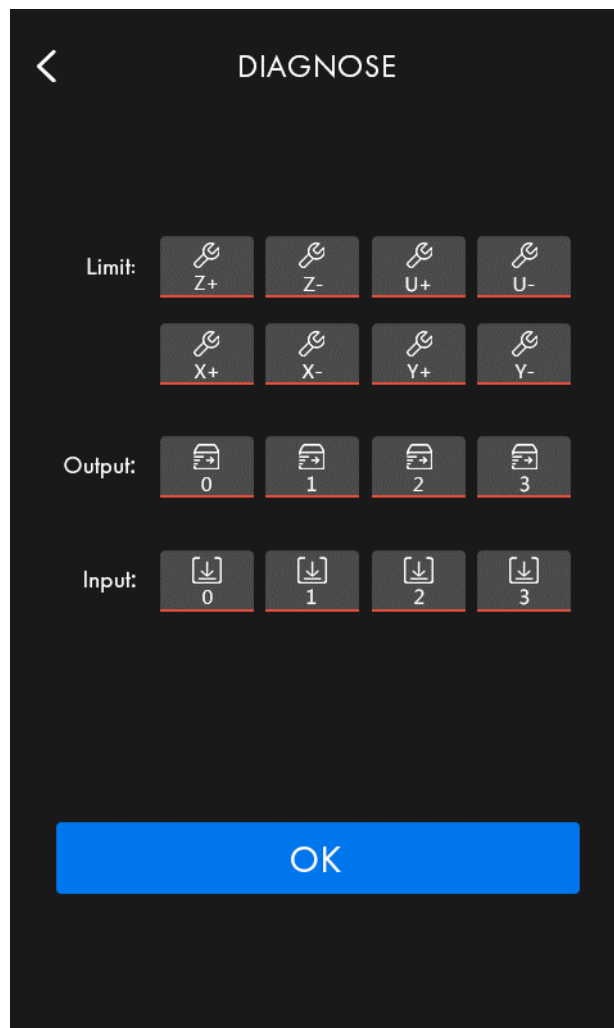 DIAGNOSE
Limit: Z+ Z- U+ U-
X+ X- Y+ Y-
Output: 0 1 2 3
Input: 0 1 2 3
OK